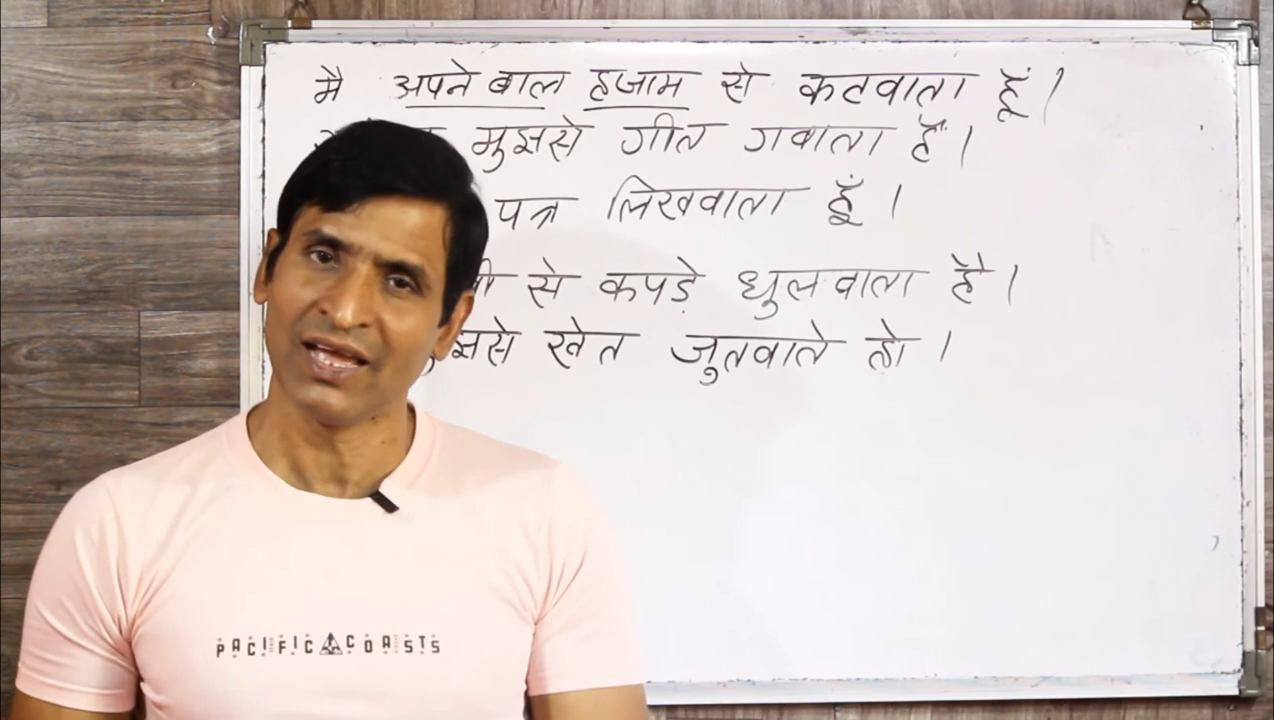 मै अपने बाल हजाम से कटवाता हूँ।
मुझसे गीत गवाता है।
पत्र लिखवाता हूँ।
से कपड़े धुलवाता है।
खेत जुतवाते हो।
PACIFIC COASTS